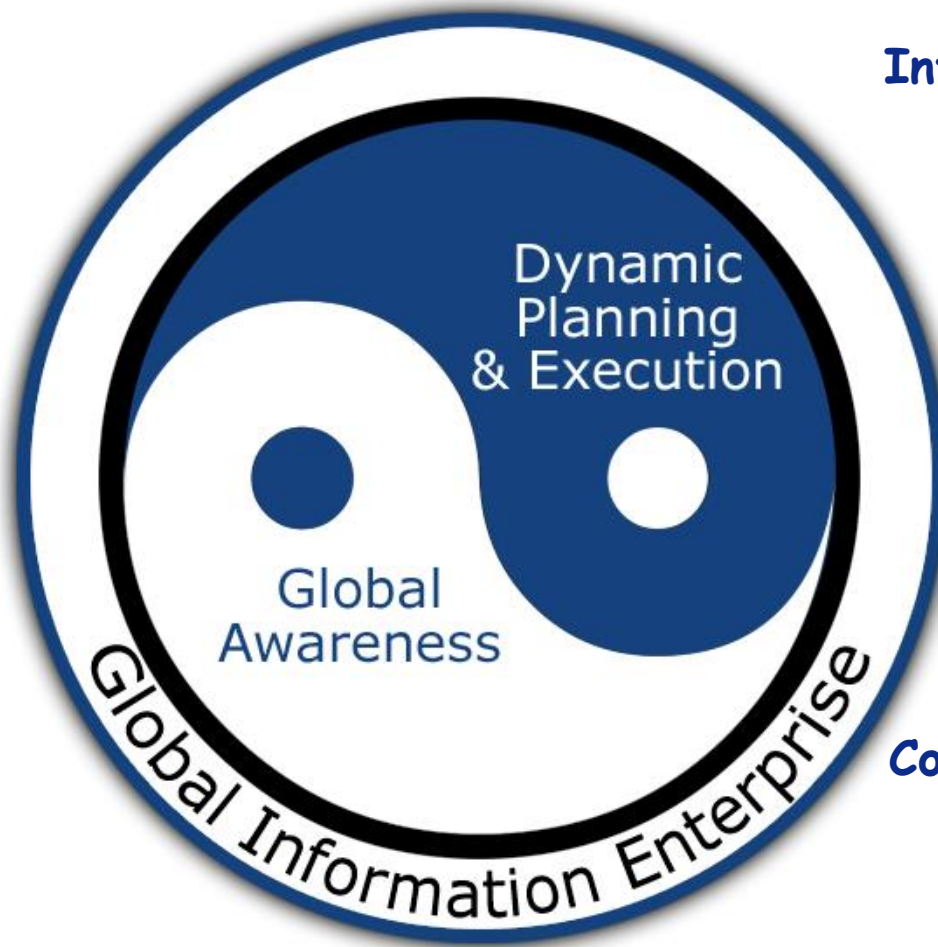 Dynamic
Planning
& Execution
Global
Awareness
Global Information Enterprise